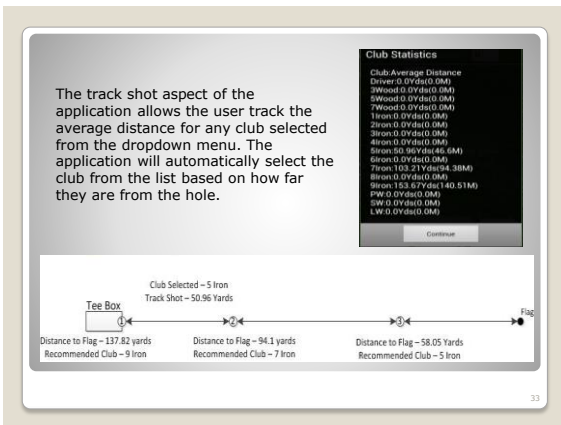 Club Statistics
Club:Average Distance
Driver:0.0Yds(0.0M)
3Wood:0.0Yds(0.0M)
5Wood:0.0Yds(0.0M)
7Wood:0.0Yds(0.0M)
1Iron:0.0Yds(0.0M)
2Iron:0.0Yds(0.0M)
3Iron:0.0Yds(0.0M)
4Iron:0.0Yds(0.0M)
5Iron:50.96Yds(46.6M)
6Iron:0.0Yds(0.0M)
7Iron:103.21Yds(94.38M)
8Iron:0.0Yds(0.0M)
9Iron:153.67Yds(140.51M)
PW:0.0Yds(0.0M)
SW:0.0Yds(0.0M)
LW:0.0Yds(0.0M)
Continue
The track shot aspect of the
application allows the user track the
average distance for any club selected
from the dropdown menu. The
application will automatically select the
club from the list based on how far
they are from the hole.
Club Selected – 5 Iron
Track Shot – 50.96 Yards
Tee Box
Flag
1
2
3
Distance to Flag – 137.82 yards
Recommended Club – 9 Iron
Distance to Flag – 94.1 yards
Recommended Club – 7 Iron
Distance to Flag – 58.05 Yards
Recommended Club – 5 Iron
33